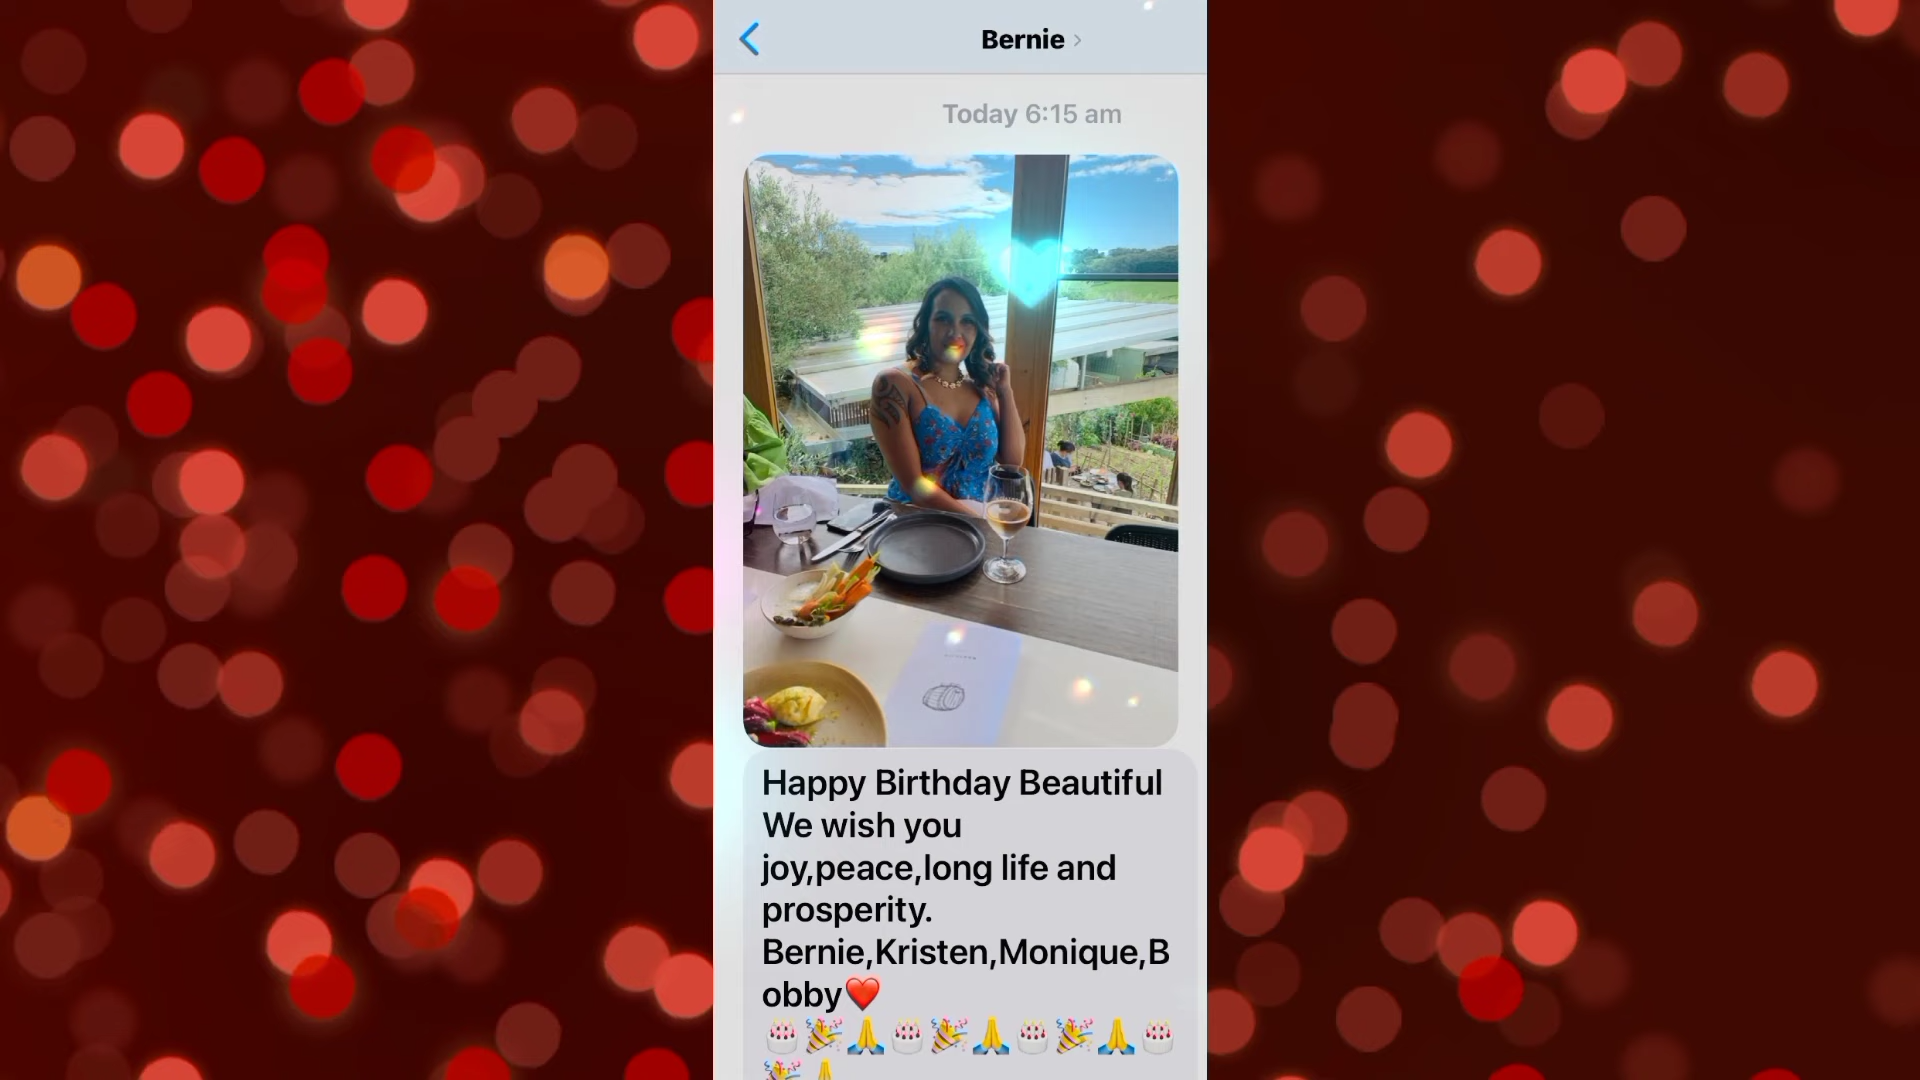 Bernie
Today 6:15 am
Happy Birthday Beautiful
We wish you
joy,peace,long life and
prosperity.
Bernie,Kristen,Monique,B
obby❤️
🎂🎉🙏🎂🎉🙏🎂🎉🙏🎂
🎉🙏